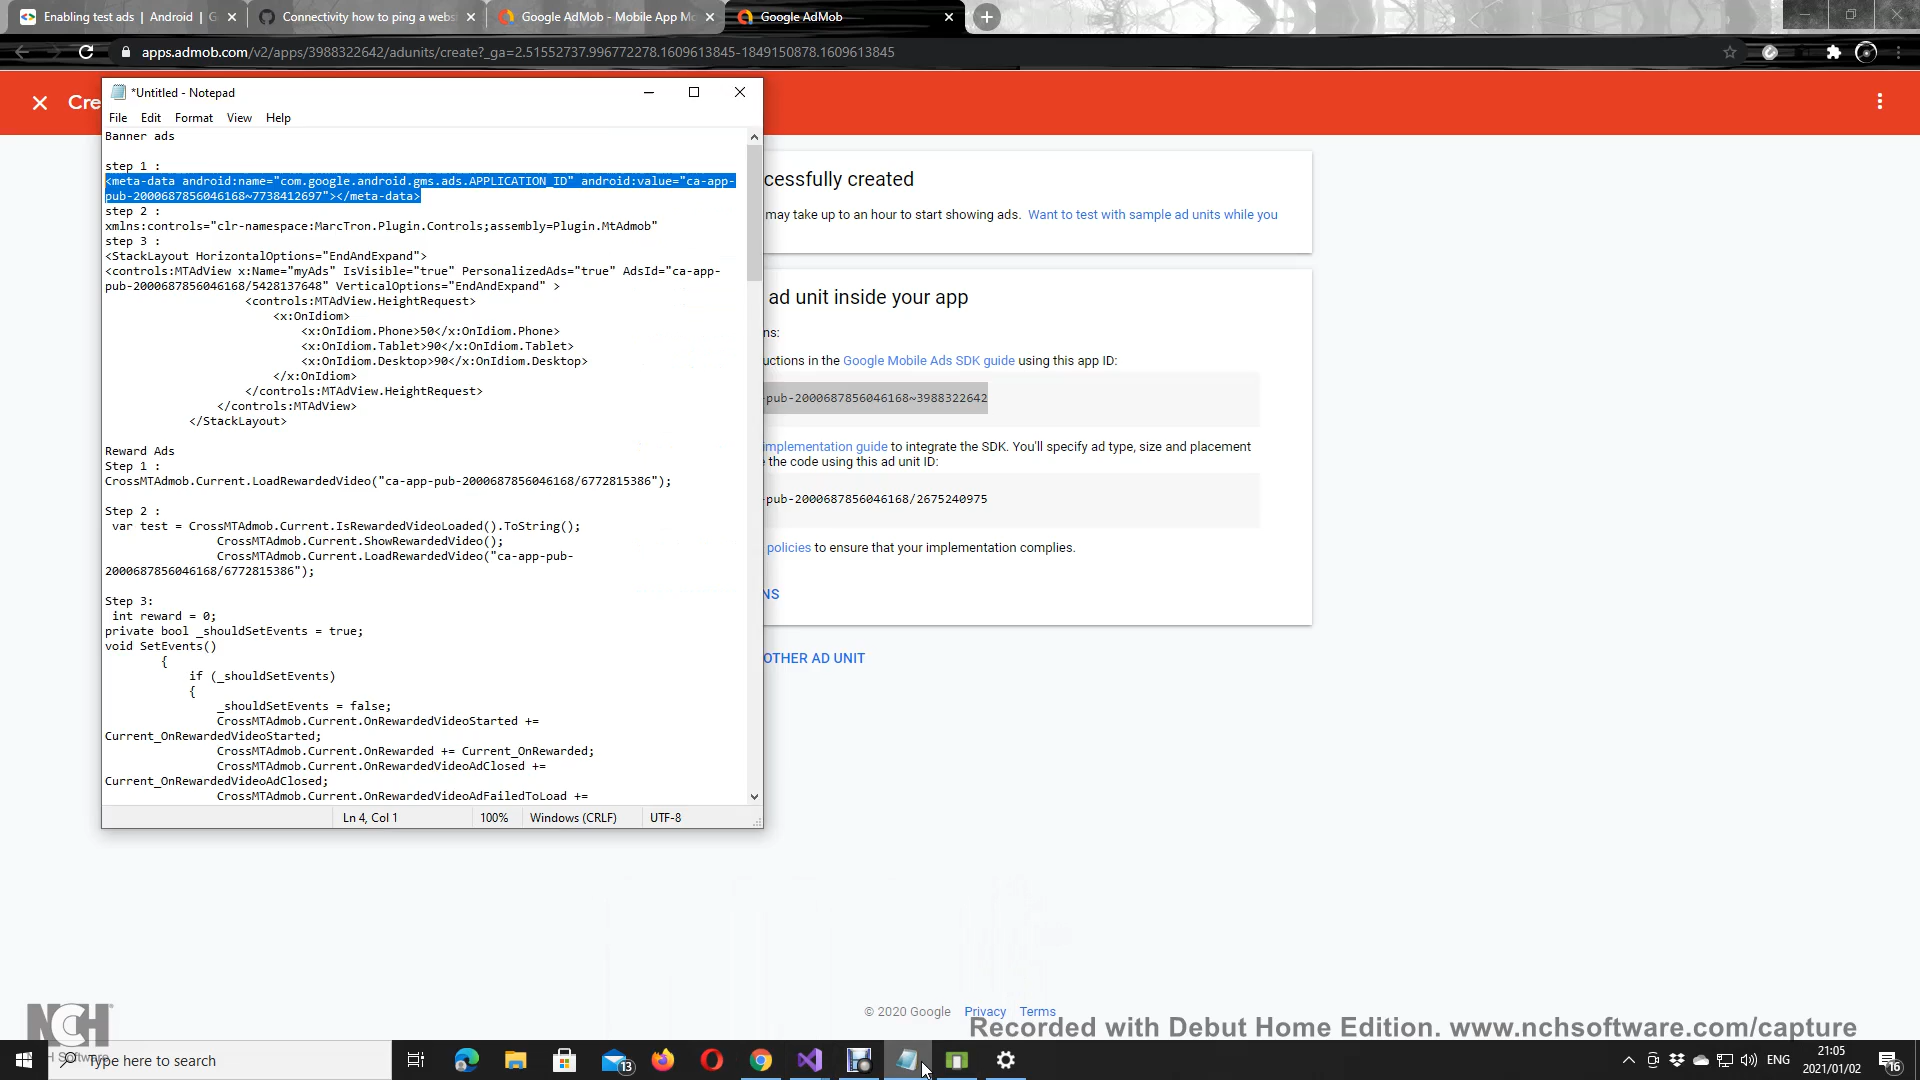 Enabling test ads | Android | G
Connectivity how to ping a webs
Google AdMob - Mobile App Mo
Google AdMob
apps.admob.com/v2/apps/3988322642/adunits/create?_ga=2.51552737.996772278.1609613845-1849150878.1609613845
Cre
*Untitled - Notepad
File Edit Format View Help
Banner ads
step 1 :
<meta-data android:name="com.google.android.gms.ads.APPLICATION_ID" android:value="ca-app-
pub-2000687856046168~7738412697"></meta-data>
step 2 :
xmlns:controls="clr-namespace:MarcTron.Plugin.Controls;assembly=Plugin.MtAdmob"
step 3 :
<StackLayout HorizontalOptions="EndAndExpand">
<controls:MTAdView x:Name="myAds" IsVisible="true" PersonalizedAds="true" AdsId="ca-app-
pub-2000687856046168/5428137648" VerticalOptions="EndAndExpand" >
<controls:MTAdView.HeightRequest>
<x:OnIdiom>
<x:OnIdiom.Phone>50</x:OnIdiom.Phone>
<x:OnIdiom.Tablet>90</x:OnIdiom.Tablet>
<x:OnIdiom.Desktop>90</x:OnIdiom.Desktop>
</x:OnIdiom>
</controls:MTAdView.HeightRequest>
</controls:MTAdView>
</StackLayout>
Reward Ads
Step 1 :
CrossMTAdmob.Current.LoadRewardedVideo("ca-app-pub-2000687856046168/6772815386");
Step 2 :
var test = CrossMTAdmob.Current.IsRewardedVideoLoaded().ToString();
CrossMTAdmob.Current.ShowRewardedVideo();
CrossMTAdmob.Current.LoadRewardedVideo("ca-app-pub-
2000687856046168/6772815386");
Step 3:
int reward = 0;
private bool _shouldSetEvents = true;
void SetEvents()
{
if (_shouldSetEvents)
{
_shouldSetEvents = false;
CrossMTAdmob.Current.OnRewardedVideoStarted +=
Current_OnRewardedVideoStarted;
CrossMTAdmob.Current.OnRewarded += Current_OnRewarded;
CrossMTAdmob.Current.OnRewardedVideoAdClosed +=
Current_OnRewardedVideoAdClosed;
CrossMTAdmob.Current.OnRewardedVideoAdFailedToLoad +=
Ln 4, Col 1
100%
Windows (CRLF)
UTF-8
cessfully created
may take up to an hour to start showing ads. Want to test with sample ad units while you
ad unit inside your app
ns:
uctions in the Google Mobile Ads SDK guide using this app ID:
-pub-2000687856046168~3988322642
implementation guide to integrate the SDK. You'll specify ad type, size and placement
e the code using this ad unit ID:
-pub-2000687856046168/2675240975
policies to ensure that your implementation complies.
NS
OTHER AD UNIT
© 2020 Google Privacy Terms
NCH
Recorded with Debut Home Edition. www.nchsoftware.com/capture
Type here to search
13
ENG
21:05
2021/01/02
16